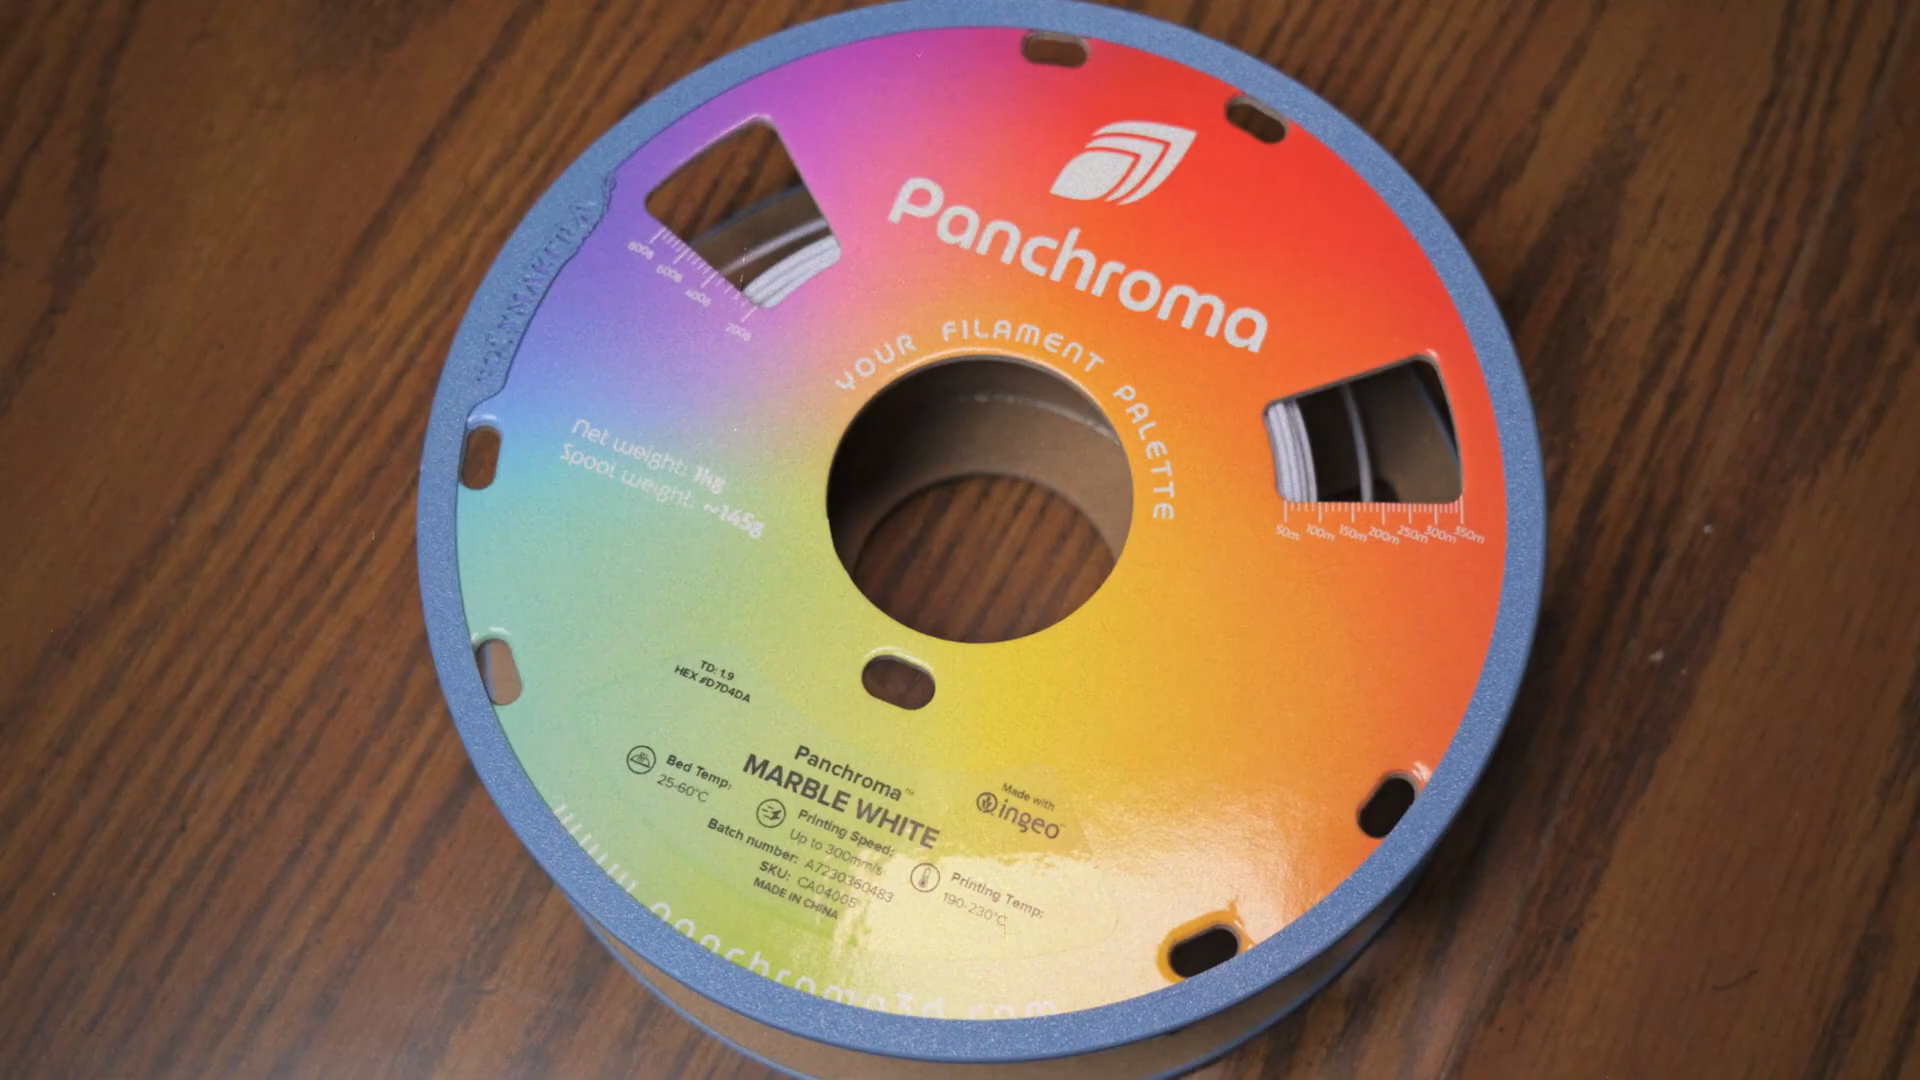 Panchroma
YOUR FILAMENT PALETTE
POLYMAKER
800g
600g
400g
200g
Net weight: 1kg
Spool weight: ~145g
50m 100m 150m 200m 250m 300m 350m
TD: 1.9
HEX #D7D4DA
Panchroma™
MARBLE WHITE
Bed Temp:
25-60°C
Printing Speed:
Up to 300mm/s
Made with
ingeo™
Batch number: A7230360483
SKU: CA04005
MADE IN CHINA
Printing Temp:
190-230°C
panchroma3d.com